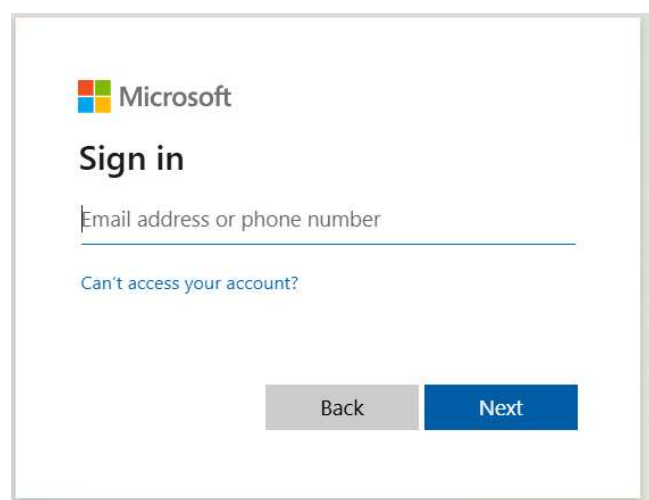 Microsoft
Sign in
Email address or phone number
Can't access your account?
Back Next